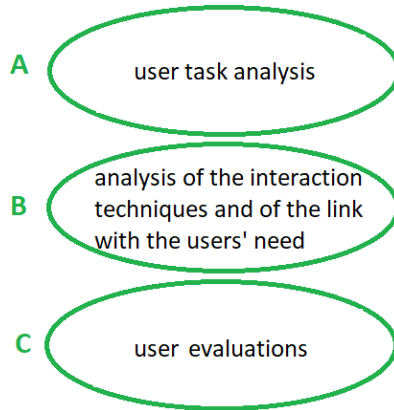 A
user task analysis
B
analysis of the interaction
techniques and of the link
with the users' need
C
user evaluations